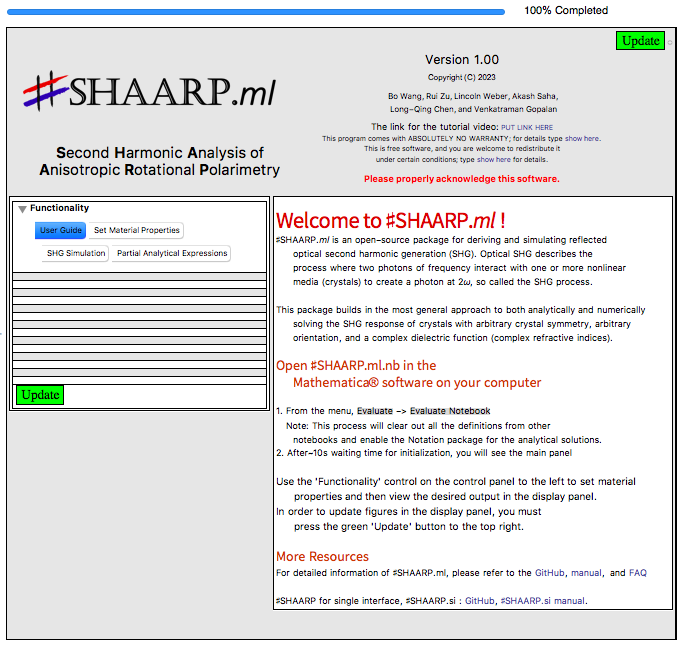 100% Completed
Update
Version 1.00
Copyright (C) 2023
♯SHAARP.ml
Bo Wang, Rui Zu, Lincoln Weber, Akash Saha,
Long-Qing Chen, and Venkatraman Gopalan
The link for the tutorial video: PUT LINK HERE
This program comes with ABSOLUTELY NO WARRANTY; for details type show here.
This is free software, and you are welcome to redistribute it
under certain conditions; type show here for details.
Second Harmonic Analysis of
Anisotropic Rotational Polarimetry
Please properly acknowledge this software.
Functionality
User Guide
Set Material Properties
SHG Simulation
Partial Analytical Expressions
Update
Welcome to ♯SHAARP.ml !
♯SHAARP.ml is an open-source package for deriving and simulating reflected
optical second harmonic generation (SHG). Optical SHG describes the
process where two photons of frequency interact with one or more nonlinear
media (crystals) to create a photon at 2ω, so called the SHG process.
This package builds in the most general approach to both analytically and numerically
solving the SHG response of crystals with arbitrary crystal symmetry, arbitrary
orientation, and a complex dielectric function (complex refractive indices).
Open ♯SHAARP.ml.nb in the
Mathematica® software on your computer
1. From the menu, Evaluate -> Evaluate Notebook
Note: This process will clear out all the definitions from other
notebooks and enable the Notation package for the analytical solutions.
2. After~10s waiting time for initialization, you will see the main panel
Use the 'Functionality' control on the control panel to the left to set material
properties and then view the desired output in the display panel.
In order to update figures in the display panel, you must
press the green 'Update' button to the top right.
More Resources
For detailed information of ♯SHAARP.ml, please refer to the GitHub, manual, and FAQ
♯SHAARP for single interface, ♯SHAARP.si : GitHub, ♯SHAARP.si manual.